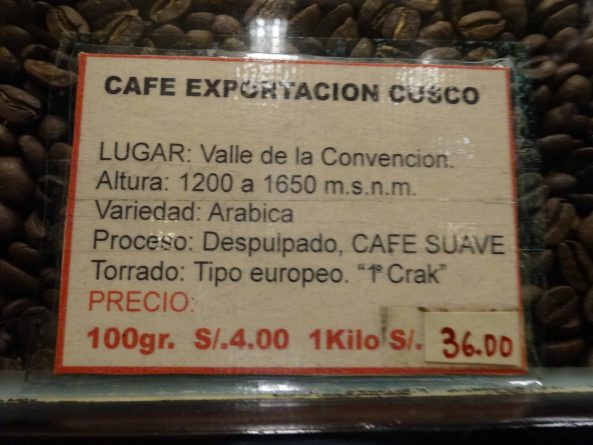 CAFE EXPORTACION CUSCO
LUGAR: Valle de la Convencion.
Altura: 1200 a 1650 m.s.n.m.
Variedad: Arabica
Proceso: Despulpado, CAFE SUAVE
Torrado: Tipo europeo. “1º Crak”
PRECIO:
100gr. S/.4.00 1Kilo S/. 36.00